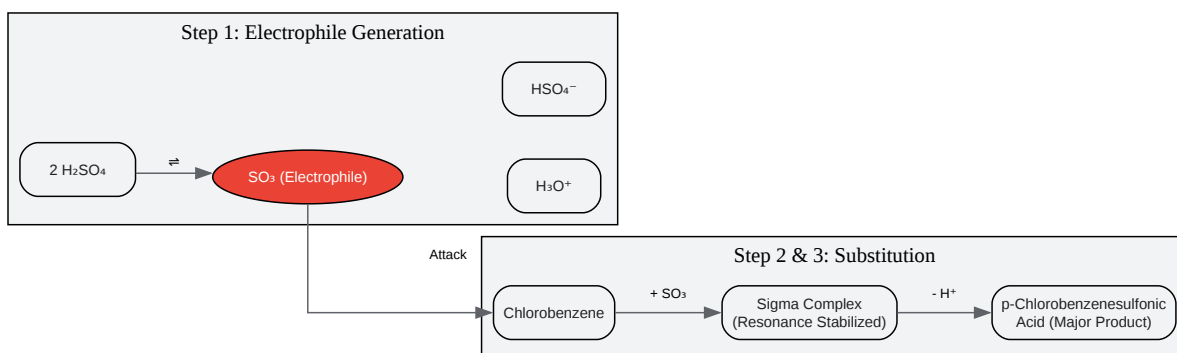 Step 1: Electrophile Generation
HSO₄⁻
2 H₂SO₄
⇌
SO₃ (Electrophile)
H₃O⁺
Attack
Step 2 & 3: Substitution
Chlorobenzene
+ SO₃
Sigma Complex
(Resonance Stabilized)
- H⁺
p-Chlorobenzenesulfonic
Acid (Major Product)